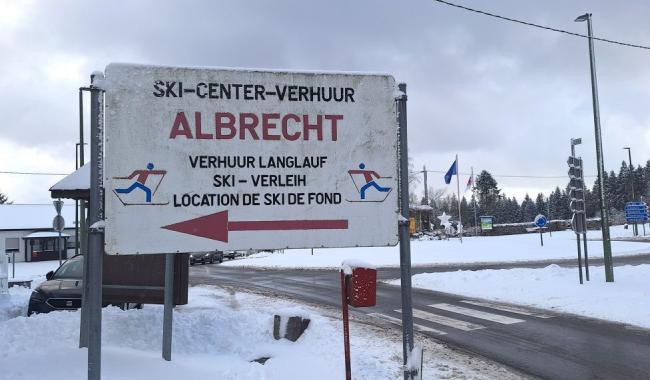 SKI-CENTER-VERHUUR
ALBRECHT
VERHUUR LANGLAUF
SKI - VERLEIH
LOCATION DE SKI DE FOND